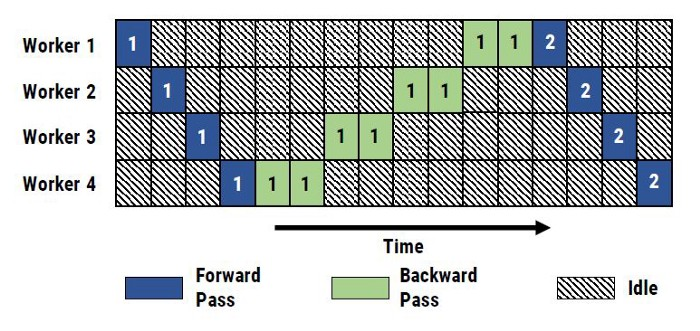 Worker 1 1 1 1 2
Worker 2 1 1 1 2
Worker 3 1 1 1 2
Worker 4 1 1 1 2
Time
Forward
Pass
Backward
Pass
Idle